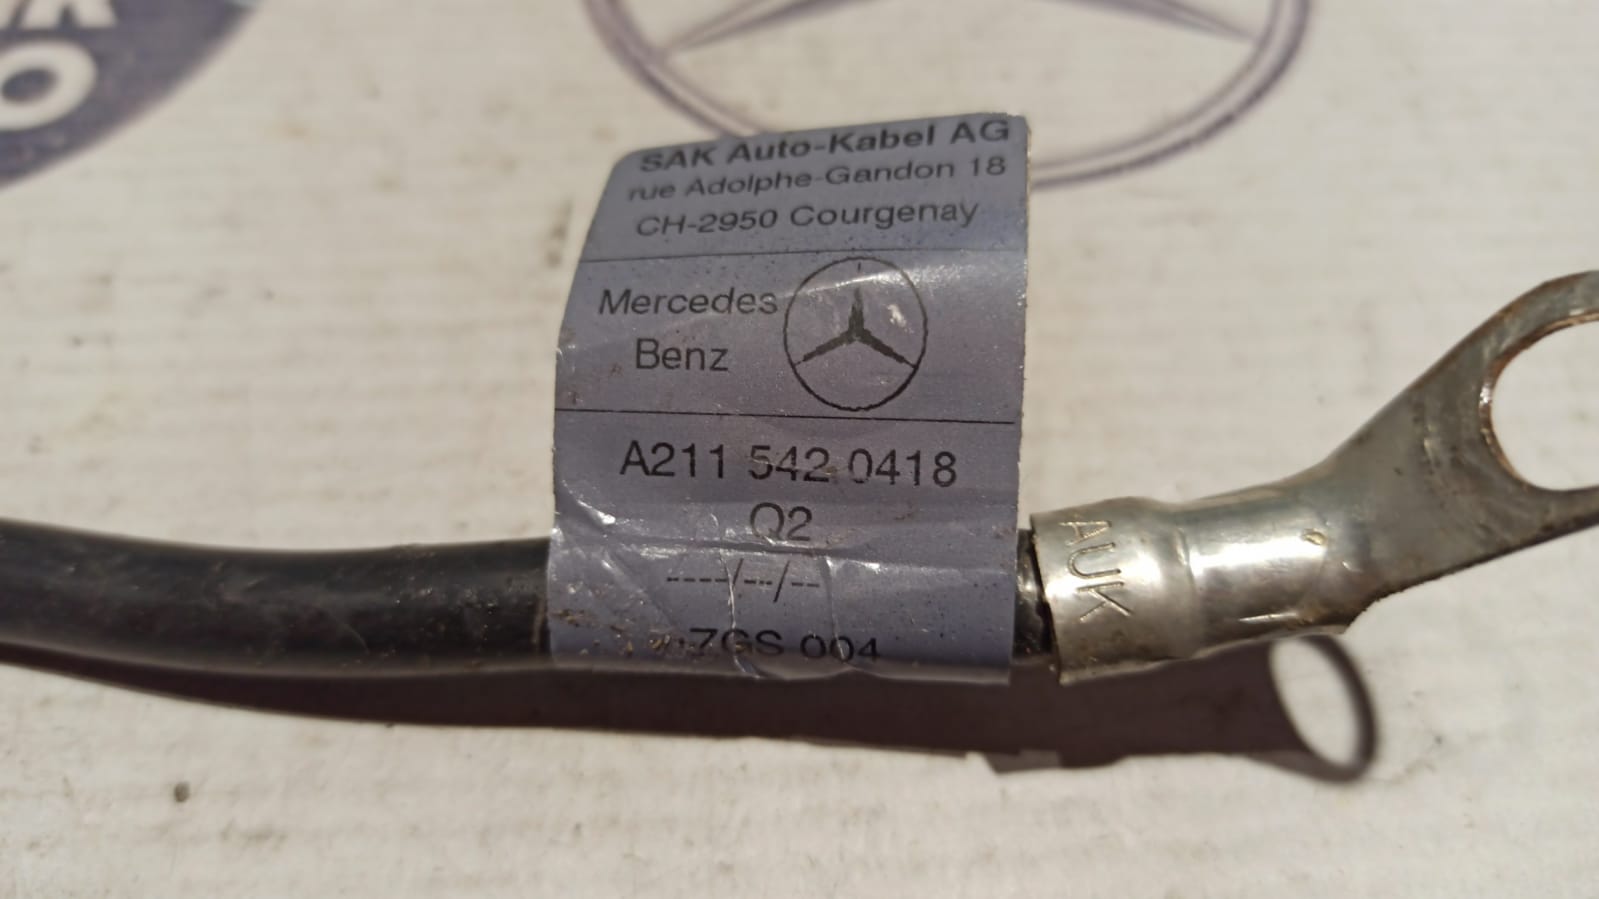 SAK Auto-Kabel AG
rue Adolphe-Gandon 18
CH-2950 Courgenay
Mercedes
Benz
A211 542 0418
Q2
----/---/--
ZGS 004
AUK